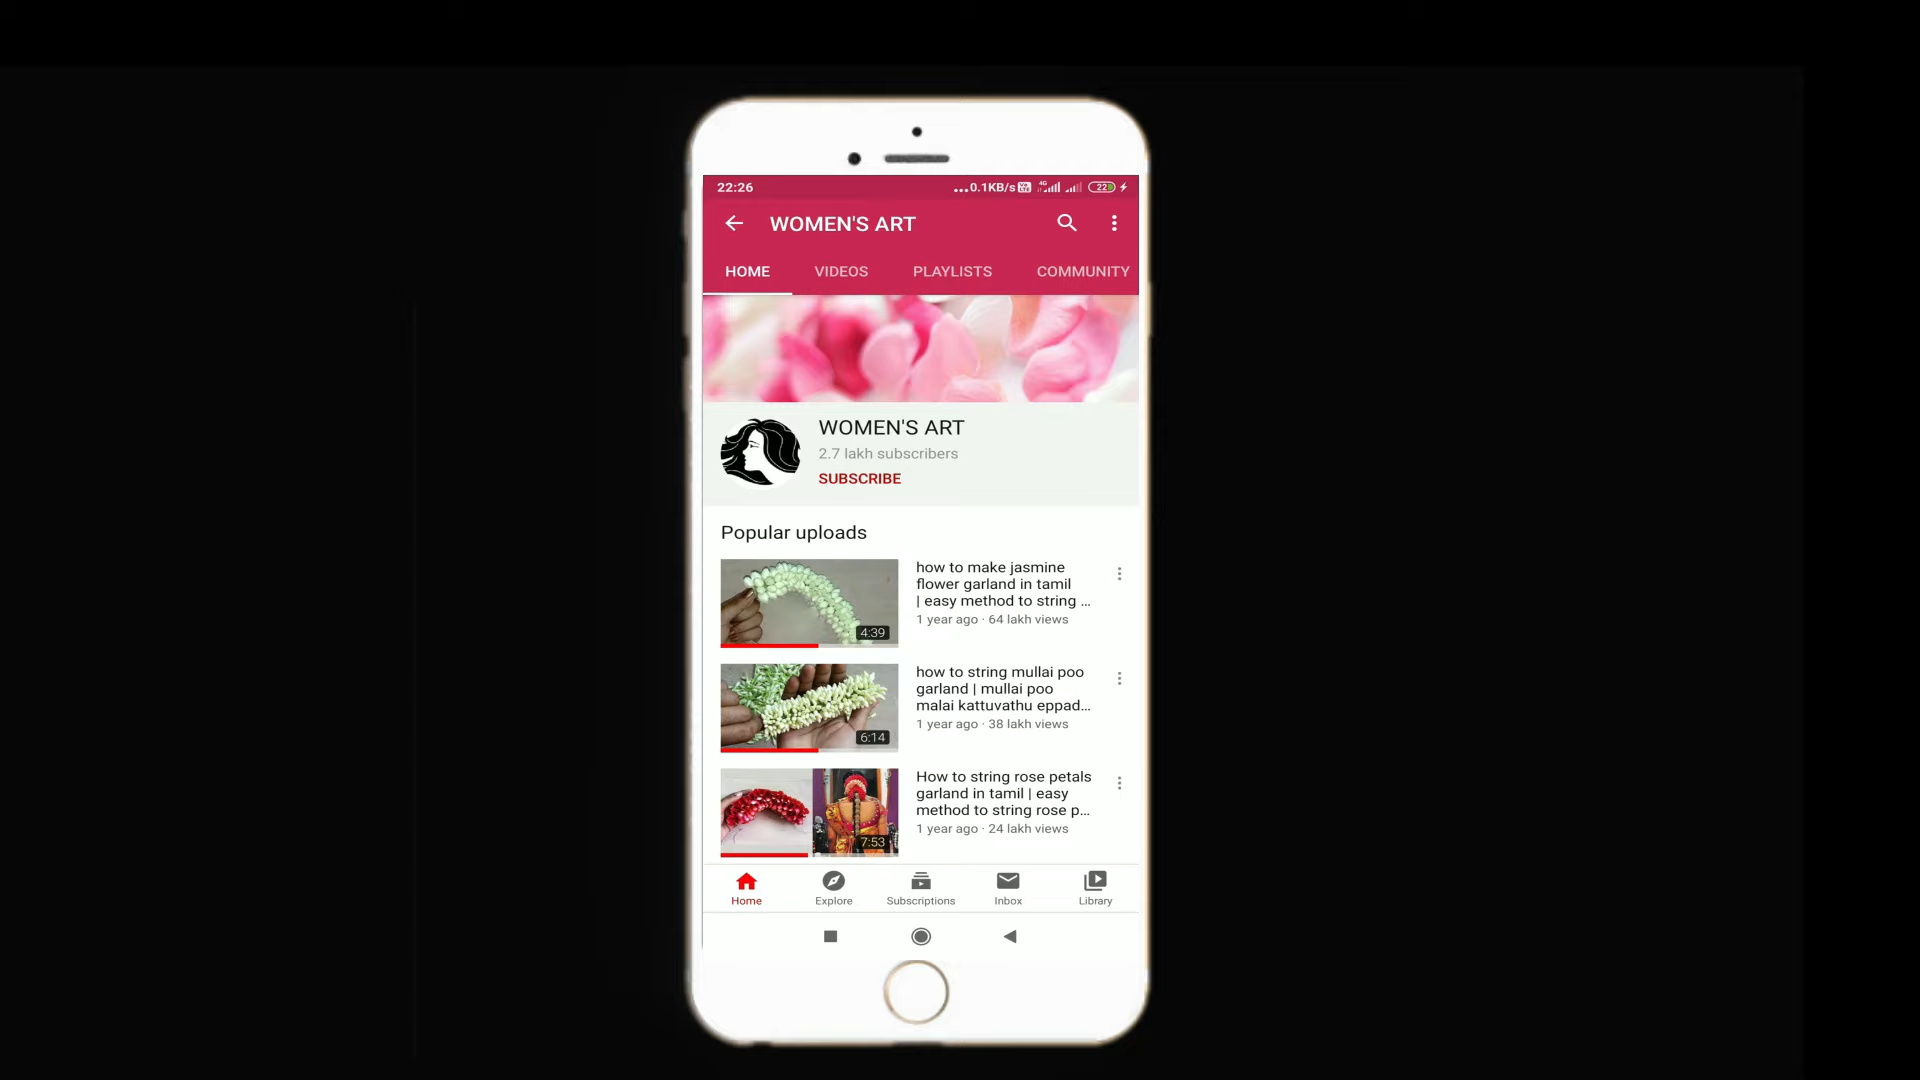 22:26
...0.1KB/s 4G 22
WOMEN'S ART
HOME VIDEOS PLAYLISTS COMMUNITY
WOMEN'S ART
2.7 lakh subscribers
SUBSCRIBE
Popular uploads
how to make jasmine
flower garland in tamil
| easy method to string ...
1 year ago · 64 lakh views
4:39
how to string mullai poo
garland | mullai poo
malai kattuvathu eppad...
1 year ago · 38 lakh views
6:14
How to string rose petals
garland in tamil | easy
method to string rose p...
1 year ago · 24 lakh views
7:53
Home Explore Subscriptions Inbox Library